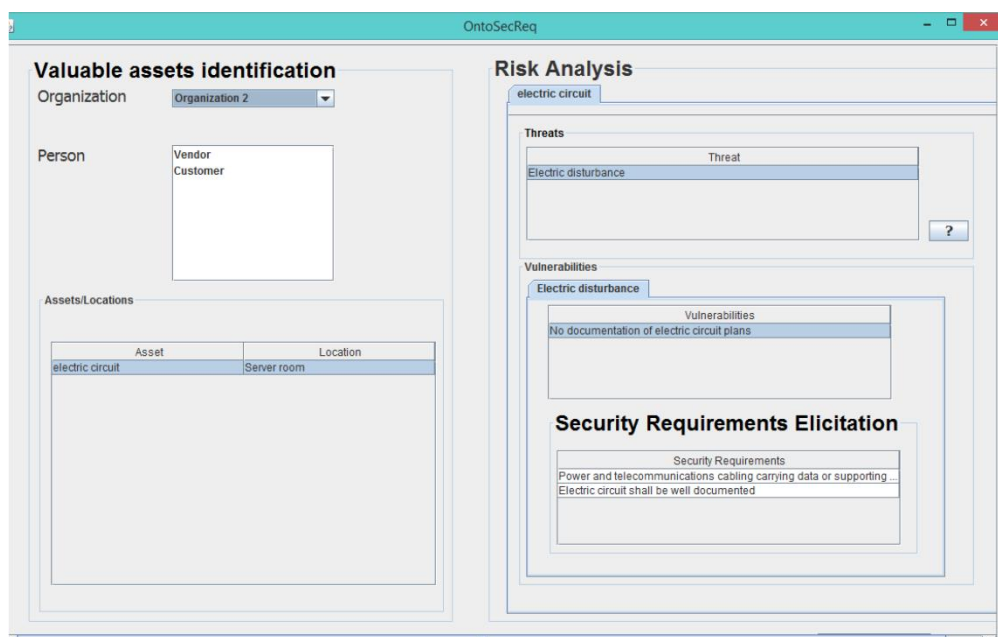 OntoSecReq
Valuable assets identification
Organization
Organization 2
Person
Vendor
Customer
Assets/Locations
Asset Location
electric circuit Server room
Risk Analysis
electric circuit
Threats
Threat
Electric disturbance
?
Vulnerabilities
Electric disturbance
Vulnerabilities
No documentation of electric circuit plans
Security Requirements Elicitation
Security Requirements
Power and telecommunications cabling carrying data or supporting ...
Electric circuit shall be well documented